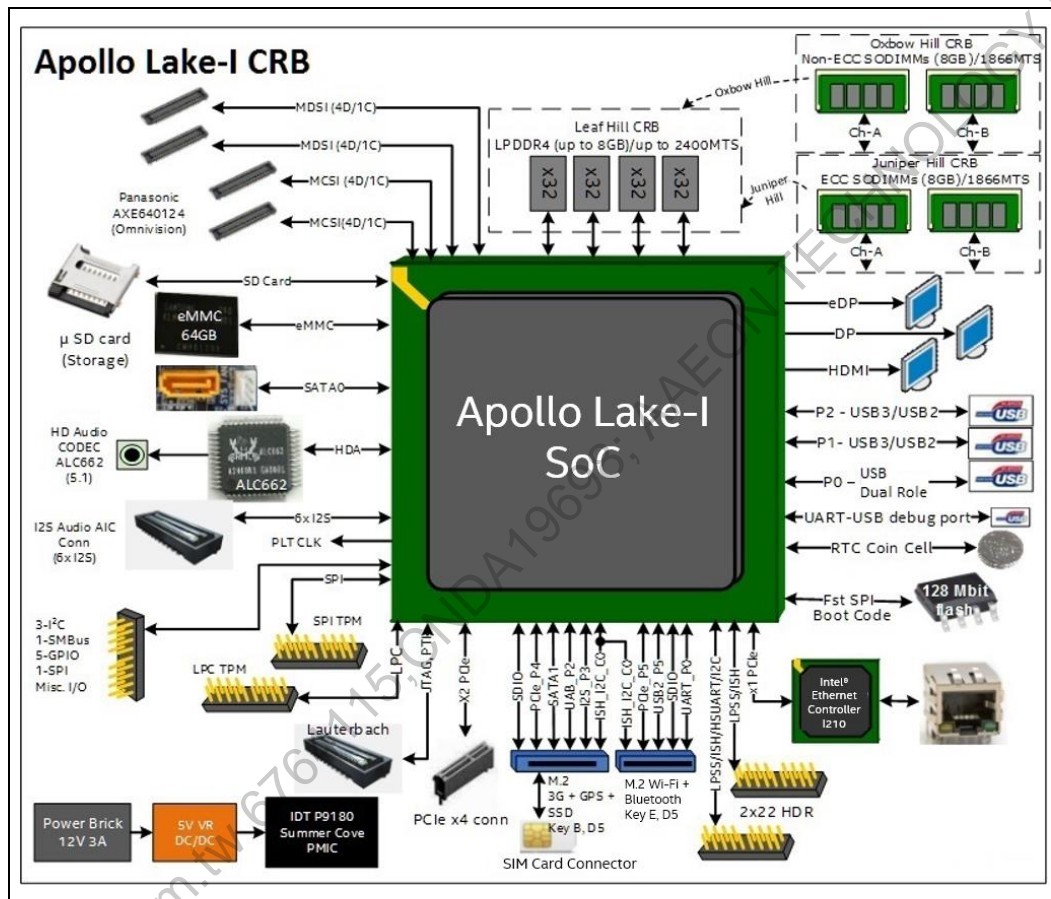 Apollo Lake-I CRB
MDSI (4D/1C)
MDSI (4D/1C)
MCSI (4D/1C)
MCSI(4D/1C)
Panasonic
AXE640124
(Omnivision)
Leaf Hill CRB
LPDDR4 (up to 8GB)/up to 2400MTS
x32
x32
x32
x32
Oxbow Hill
Juniper
Hill
Oxbow Hill CRB
Non-ECC SODIMMs (8GB)/1866MTS
Ch-A
Ch-B
Juniper Hill CRB
ECC SODIMMs (8GB)/1866MTS
Ch-A
Ch-B
SD Card
µ SD card
(Storage)
eMMC
64GB
eMMC
SATA0
HD Audio
CODEC
ALC662
(5.1)
ALC662
HDA
I2S Audio AIC
Conn
(6x I2S)
6x I2S
PLT CLK
SPI
3-I²C
1-SMBus
5-GPIO
1-SPI
Misc. I/O
SPI TPM
LPC TPM
LPC
JTAG, PTI
Lauterbach
X2 PCIe
PCIe x4 conn
Apollo Lake-I
SoC
eDP
DP
HDMI
P2 - USB3/USB2
USB
P1- USB3/USB2
USB
P0 –
USB
Dual Role
USB
UART-USB debug port
RTC Coin Cell
Fst SPI
Boot Code
128 Mbit
flash
SDIO
PCIe_P4
SATA1
UAB_P2
I2S_P3
ISH_I2C_C0
ISH_I2C_C0
PCIe_P5
USB2_P5
SDIO
UART_P0
LPSS/ISH/HSUART/I2C
LPSS/ISH
x1 PCIe
Intel®
Ethernet
Controller
I210
M.2
3G + GPS +
SSD
Key B, D5
M.2 Wi-Fi +
Bluetooth
Key E, D5
SIM Card Connector
2x22 HDR
Power Brick
12V 3A
5V VR
DC/DC
IDT P9180
Summer Cove
PMIC